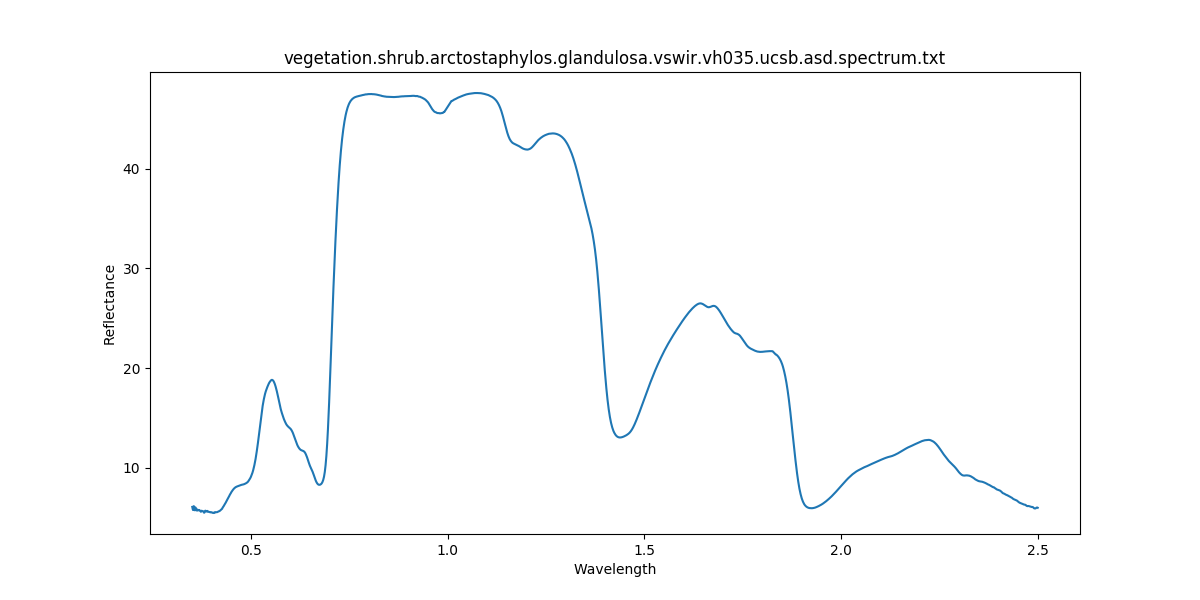 vegetation.shrub.arctostaphylos.glandulosa.vswir.vh035.ucsb.asd.spectrum.txt
Reflectance
40
30
20
10
0.5 1.0 1.5 2.0 2.5
Wavelength